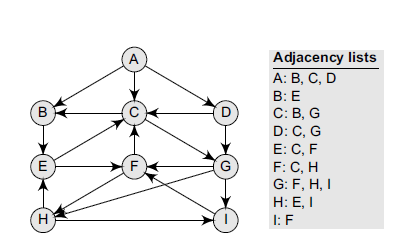 A
B
C
D
E
F
G
H
I
Adjacency lists
A: B, C, D
B: E
C: B, G
D: C, G
E: C, F
F: C, H
G: F, H, I
H: E, I
I: F